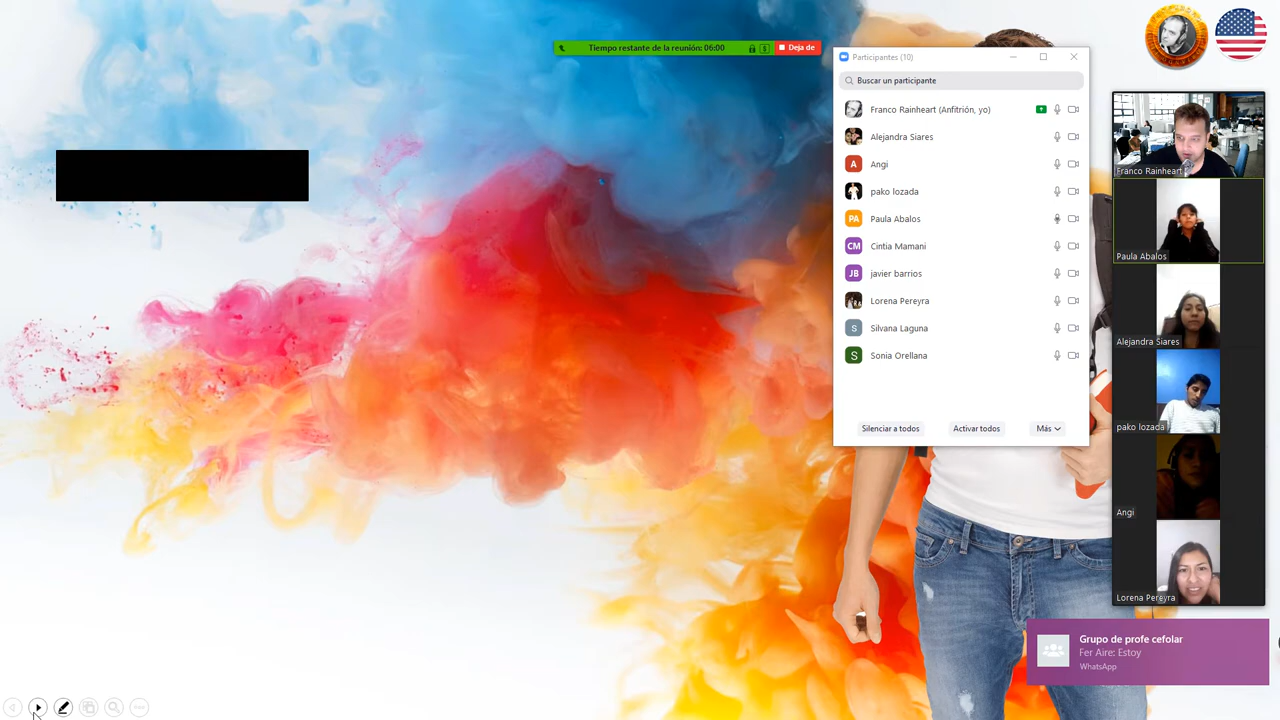 Tiempo restante de la reunión: 06:00
Deja de
Participantes (10)
Buscar un participante
Franco Rainheart (Anfitrión, yo)
Alejandra Siares
A Angi
pako lozada
PA Paula Abalos
CM Cintia Mamani
JB javier barrios
Lorena Pereyra
S Silvana Laguna
S Sonia Orellana
Silenciar a todos
Activar todos
Más
Franco Rainheart
Paula Abalos
Alejandra Siares
pako lozada
Angi
Lorena Pereyra
Grupo de profe cefolar
Fer Aire: Estoy
WhatsApp